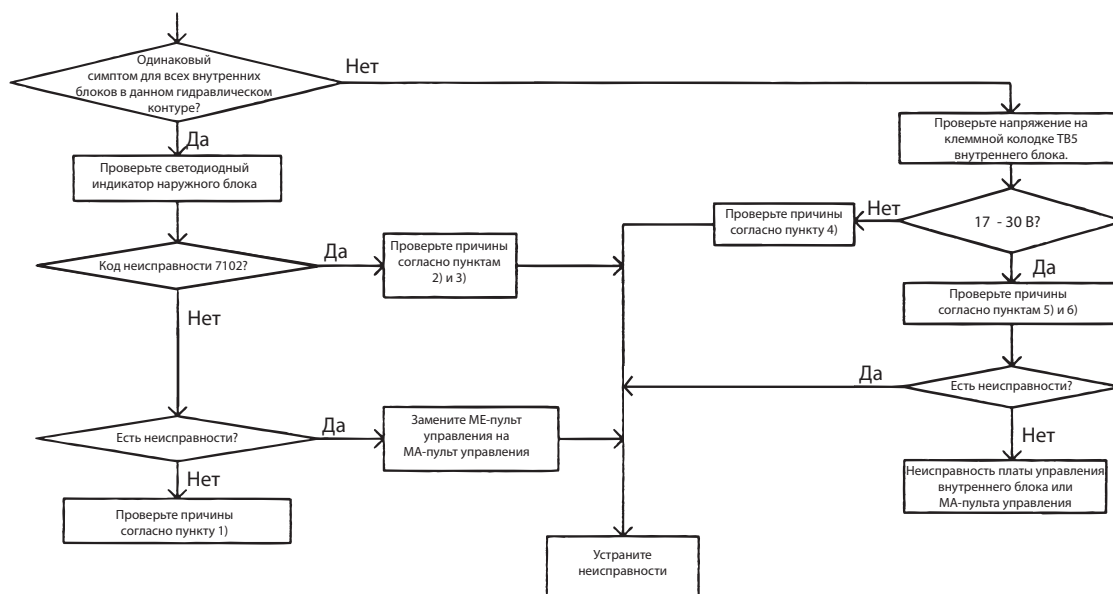 Одинаковый
симптом для всех внутренних
блоков в данном гидравлическом
контуре?
Нет
Да
Проверьте светодиодный
индикатор наружного блока
Код неисправности 7102?
Да
Проверьте причины
согласно пунктам
2) и 3)
Нет
Есть неисправности?
Да
Замените МЕ-пульт
управления на
МА-пульт управления
Нет
Проверьте причины
согласно пункту 1)
Проверьте напряжение на
клеммной колодке ТВ5
внутреннего блока.
17 - 30 В?
Нет
Проверьте причины
согласно пункту 4)
Да
Проверьте причины
согласно пунктам 5) и 6)
Есть неисправности?
Да
Нет
Неисправность платы управления
внутреннего блока или
МА-пульта управления
Устраните
неисправности